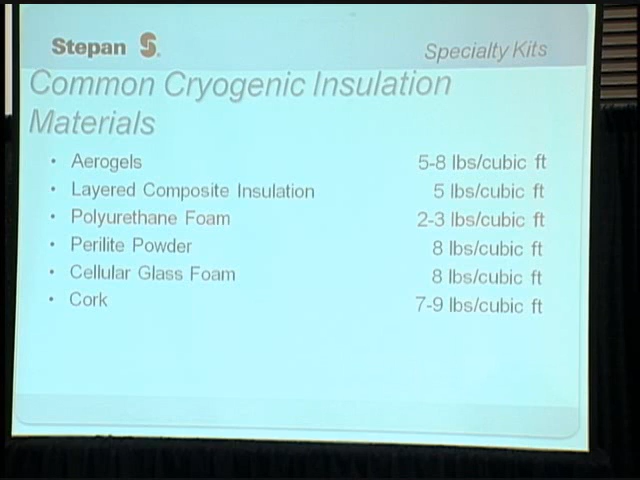 Stepan S.
Specialty Kits
Common Cryogenic Insulation
Materials
• Aerogels 5-8 lbs/cubic ft
• Layered Composite Insulation 5 lbs/cubic ft
• Polyurethane Foam 2-3 lbs/cubic ft
• Perilite Powder 8 lbs/cubic ft
• Cellular Glass Foam 8 lbs/cubic ft
• Cork 7-9 lbs/cubic ft